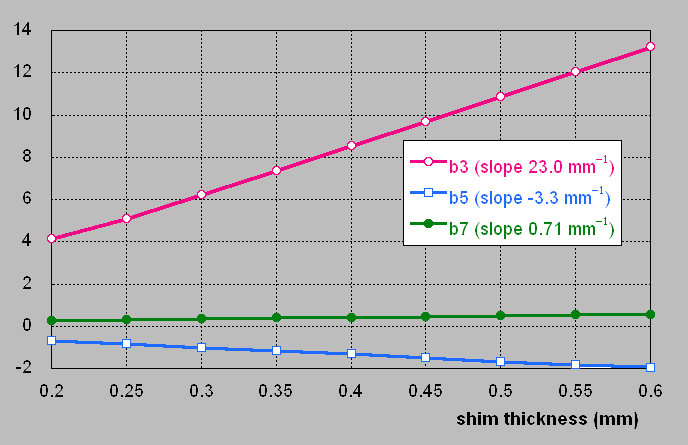 14
12
10
8
6
4
2
0
-2
b3 (slope 23.0 mm⁻¹)
b5 (slope -3.3 mm⁻¹)
b7 (slope 0.71 mm⁻¹)
0.2 0.25 0.3 0.35 0.4 0.45 0.5 0.55 0.6
shim thickness (mm)